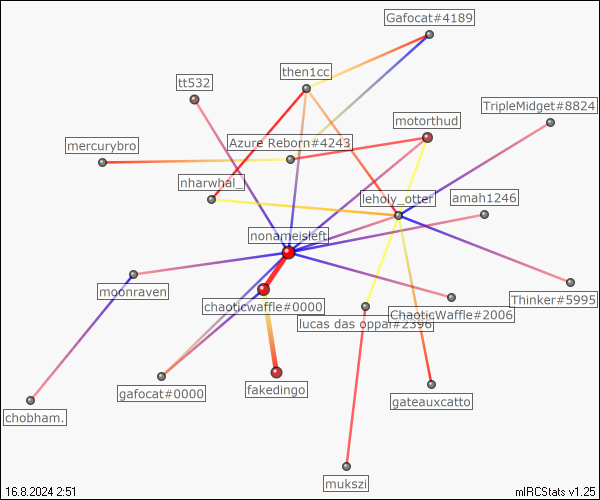 Gafocat#4189
then1cc
tt532
TripleMidget#8824
motorthud
mercurybro
Azure Reborn#4243
nharwhal_
leholy_otter
amah1246
nonameisleft
moonraven
chaoticwaffle#0000
lucas das oppai#2396
ChaoticWaffle#2006
Thinker#5995
gafocat#0000
fakedingo
gateauxcatto
chobham.
mukszi
16.8.2024 2:51
mIRCStats v1.25